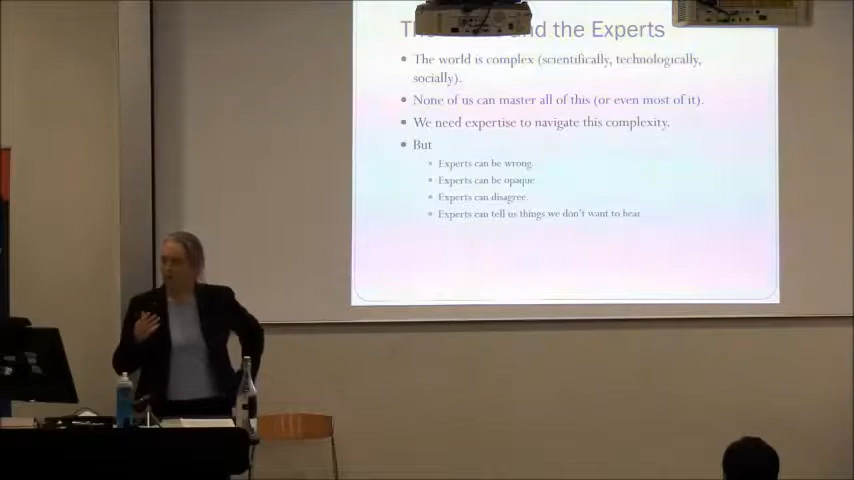 and the Experts
• The world is complex (scientifically, technologically,
socially).
• None of us can master all of this (or even most of it).
• We need expertise to navigate this complexity.
• But
Experts can be wrong.
Experts can be opaque
Experts can disagree.
Experts can tell us things we don't want to hear.